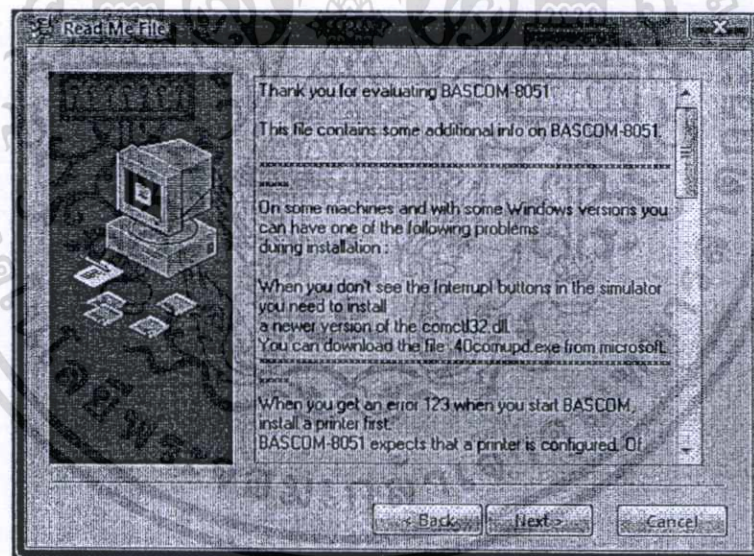 Read Me File
Thank you for evaluating BASCOM-8051
This file contains some additional info on BASCOM-8051.
On some machines and with some Windows versions you
can have one of the following problems
during installation :
When you don't see the Interrupt buttons in the simulator
you need to install
a newer version of the comctl32.dll
You can download the file :40comupd.exe from microsoft.
When you get an error 123 when you start BASCOM,
install a printer first.
BASCOM-8051 expects that a printer is configured. Of
< Back
Next >
Cancel